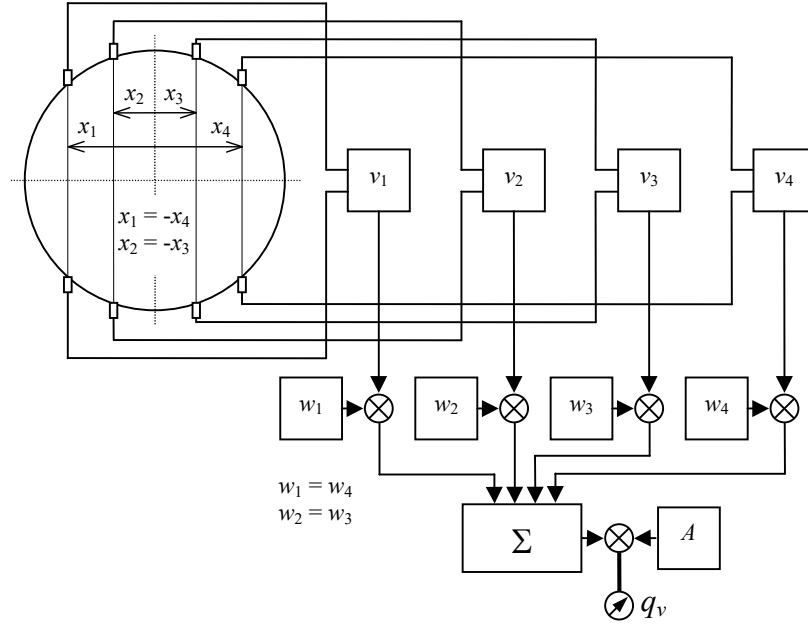 x2 x3
x1 x4
v1 v2 v3 v4
x1 = -x4
x2 = -x3
w1 w2 w3 w4
w1 = w4
w2 = w3
Σ A
qv